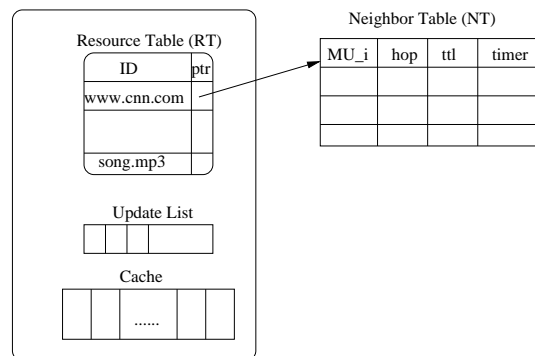 Neighbor Table (NT)
Resource Table (RT)
ID ptr
www.cnn.com
song.mp3
MU_i hop ttl timer
Update List
Cache
......